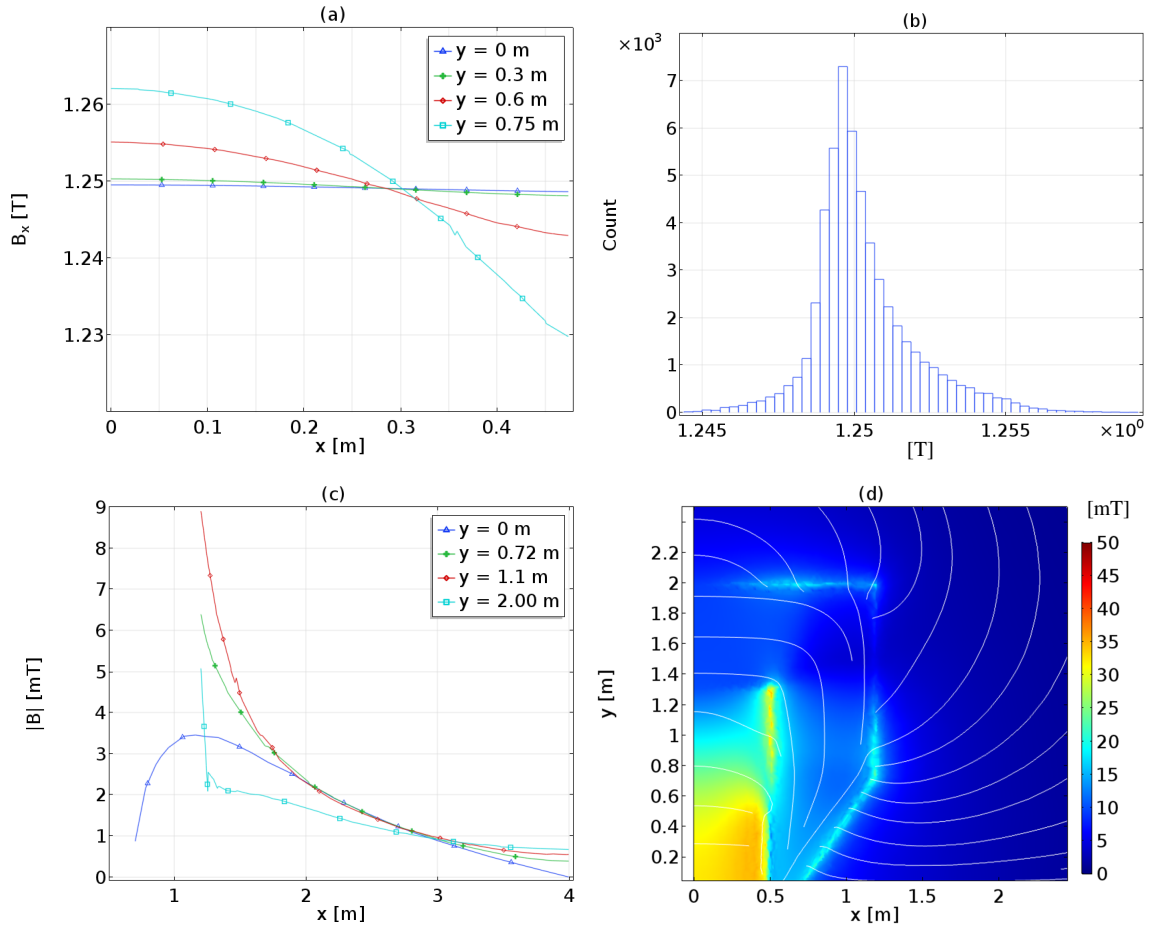 (a)
y = 0 m
y = 0.3 m
y = 0.6 m
y = 0.75 m
1.26
1.25
1.24
1.23
Bx [T]
0 0.1 0.2 0.3 0.4
x [m]
(b)
×10³
7
6
5
4
3
2
1
0
Count
1.245 1.25 1.255 ×10⁰
[T]
(c)
y = 0 m
y = 0.72 m
y = 1.1 m
y = 2.00 m
9
8
7
6
5
4
3
2
1
0
|B| [mT]
1 2 3 4
x [m]
(d)
[mT]
2.2
2
1.8
1.6
1.4
1.2
1
0.8
0.6
0.4
0.2
y [m]
0 0.5 1 1.5 2
x [m]
50
45
40
35
30
25
20
15
10
5
0